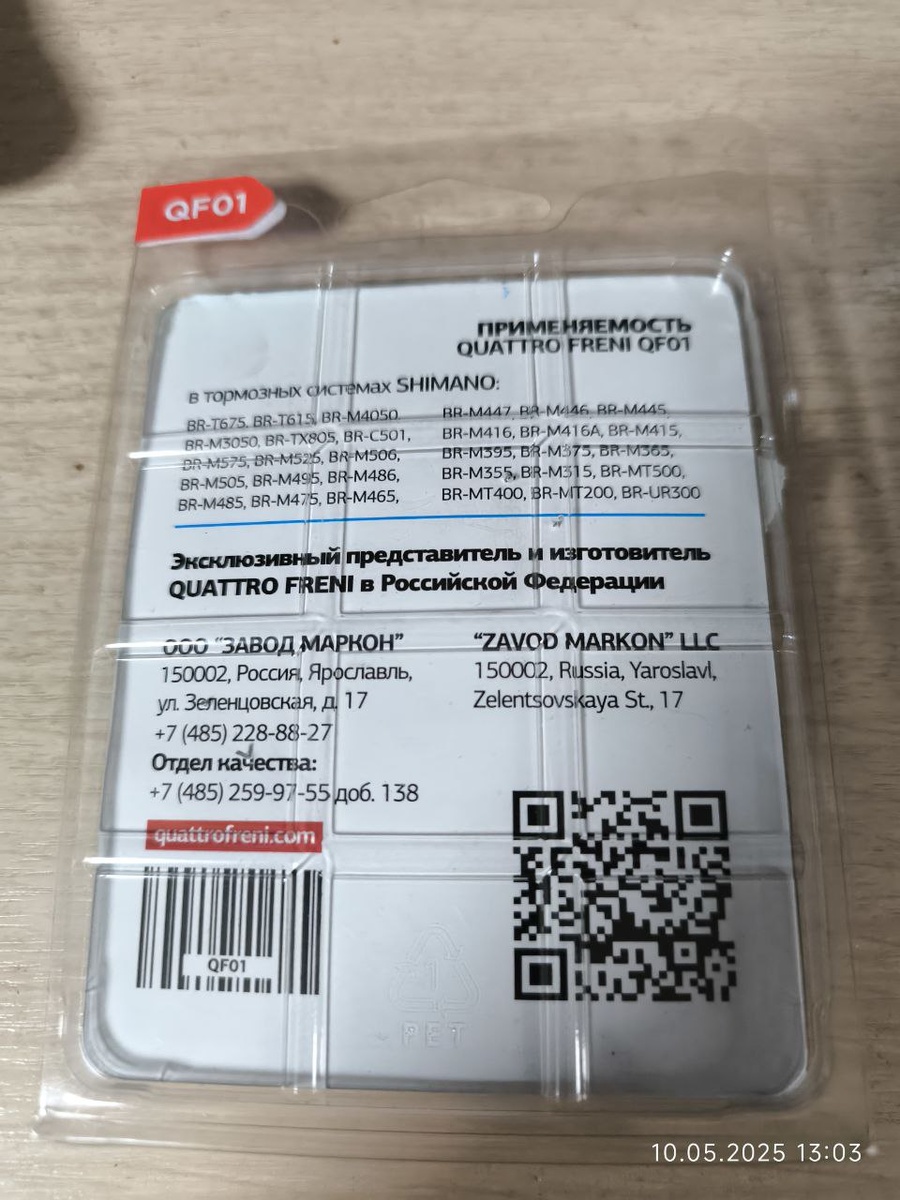 QF01
ПРИМЕНЯЕМОСТЬ
QUATTRO FRENI QF01
в тормозных системах SHIMANO:
BR-T675, BR-T615, BR-M4050,
BR-M3050, BR-TX805, BR-C501,
BR-M575, BR-M525, BR-M506,
BR-M505, BR-M495, BR-M486,
BR-M485, BR-M475, BR-M465,
BR-M447, BR-M446, BR-M445,
BR-M416, BR-M416A, BR-M415,
BR-M395, BR-M375, BR-M365,
BR-M355, BR-M315, BR-MT500,
BR-MT400, BR-MT200, BR-UR300
Эксклюзивный представитель и изготовитель
QUATTRO FRENI в Российской Федерации
ООО "ЗАВОД МАРКОН"
150002, Россия, Ярославль,
ул. Зеленцовская, д. 17
+7 (485) 228-88-27
Отдел качества:
+7 (485) 259-97-55 доб. 138
"ZAVOD MARKON" LLC
150002, Russia, Yaroslavl,
Zelentsovskaya St., 17
quattrofreni.com
QF01
1
PET
10.05.2025 13:03